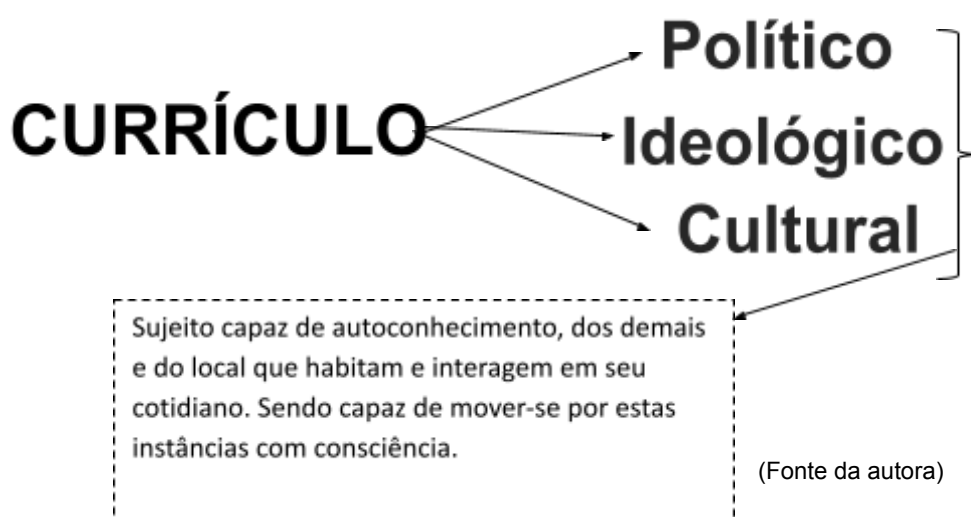 Político
CURRÍCULO
Ideológico
Cultural
Sujeito capaz de autoconhecimento, dos demais
e do local que habitam e interagem em seu
cotidiano. Sendo capaz de mover-se por estas
instâncias com consciência.
(Fonte da autora)